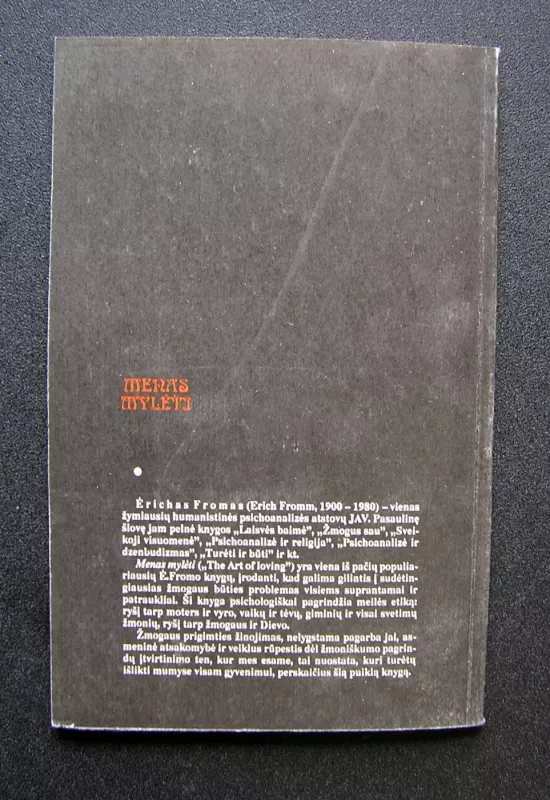 MENAS
MYLĖTI
Ėrichas Fromas (Erich Fromm, 1900 – 1980) – vienas
žymiausių humanistinės psichoanalizės atstovų JAV. Pasaulinę
šlovę jam pelnė knygos „Laisvės baimė”, „Žmogus sau”, „Svei-
koji visuomenė”, „Psichoanalizė ir religija”, „Psichoanalizė ir
dzenbudizmas”, „Turėti ir būti” ir kt.
Menas mylėti („The Art of loving”) yra viena iš pačių populia-
riausių Ė.Fromo knygų, įrodanti, kad galima gilintis į sudėtin-
giausias žmogaus būties problemas visiems suprantamai ir
patraukliai. Ši knyga psichologiškai pagrindžia meilės etiką:
ryšį tarp moters ir vyro, vaikų ir tėvų, giminių ir visai svetimų
žmonių, ryšį tarp žmogaus ir Dievo.
Žmogaus prigimties žinojimas, nelygstama pagarba jai, as-
meninė atsakomybė ir veiklus rūpestis dėl žmoniškumo pagrin-
dų įtvirtinimo ten, kur mes esame, tai nuostata, kuri turėtų
išlikti mumyse visam gyvenimui, perskaičius šią puikią knygą.